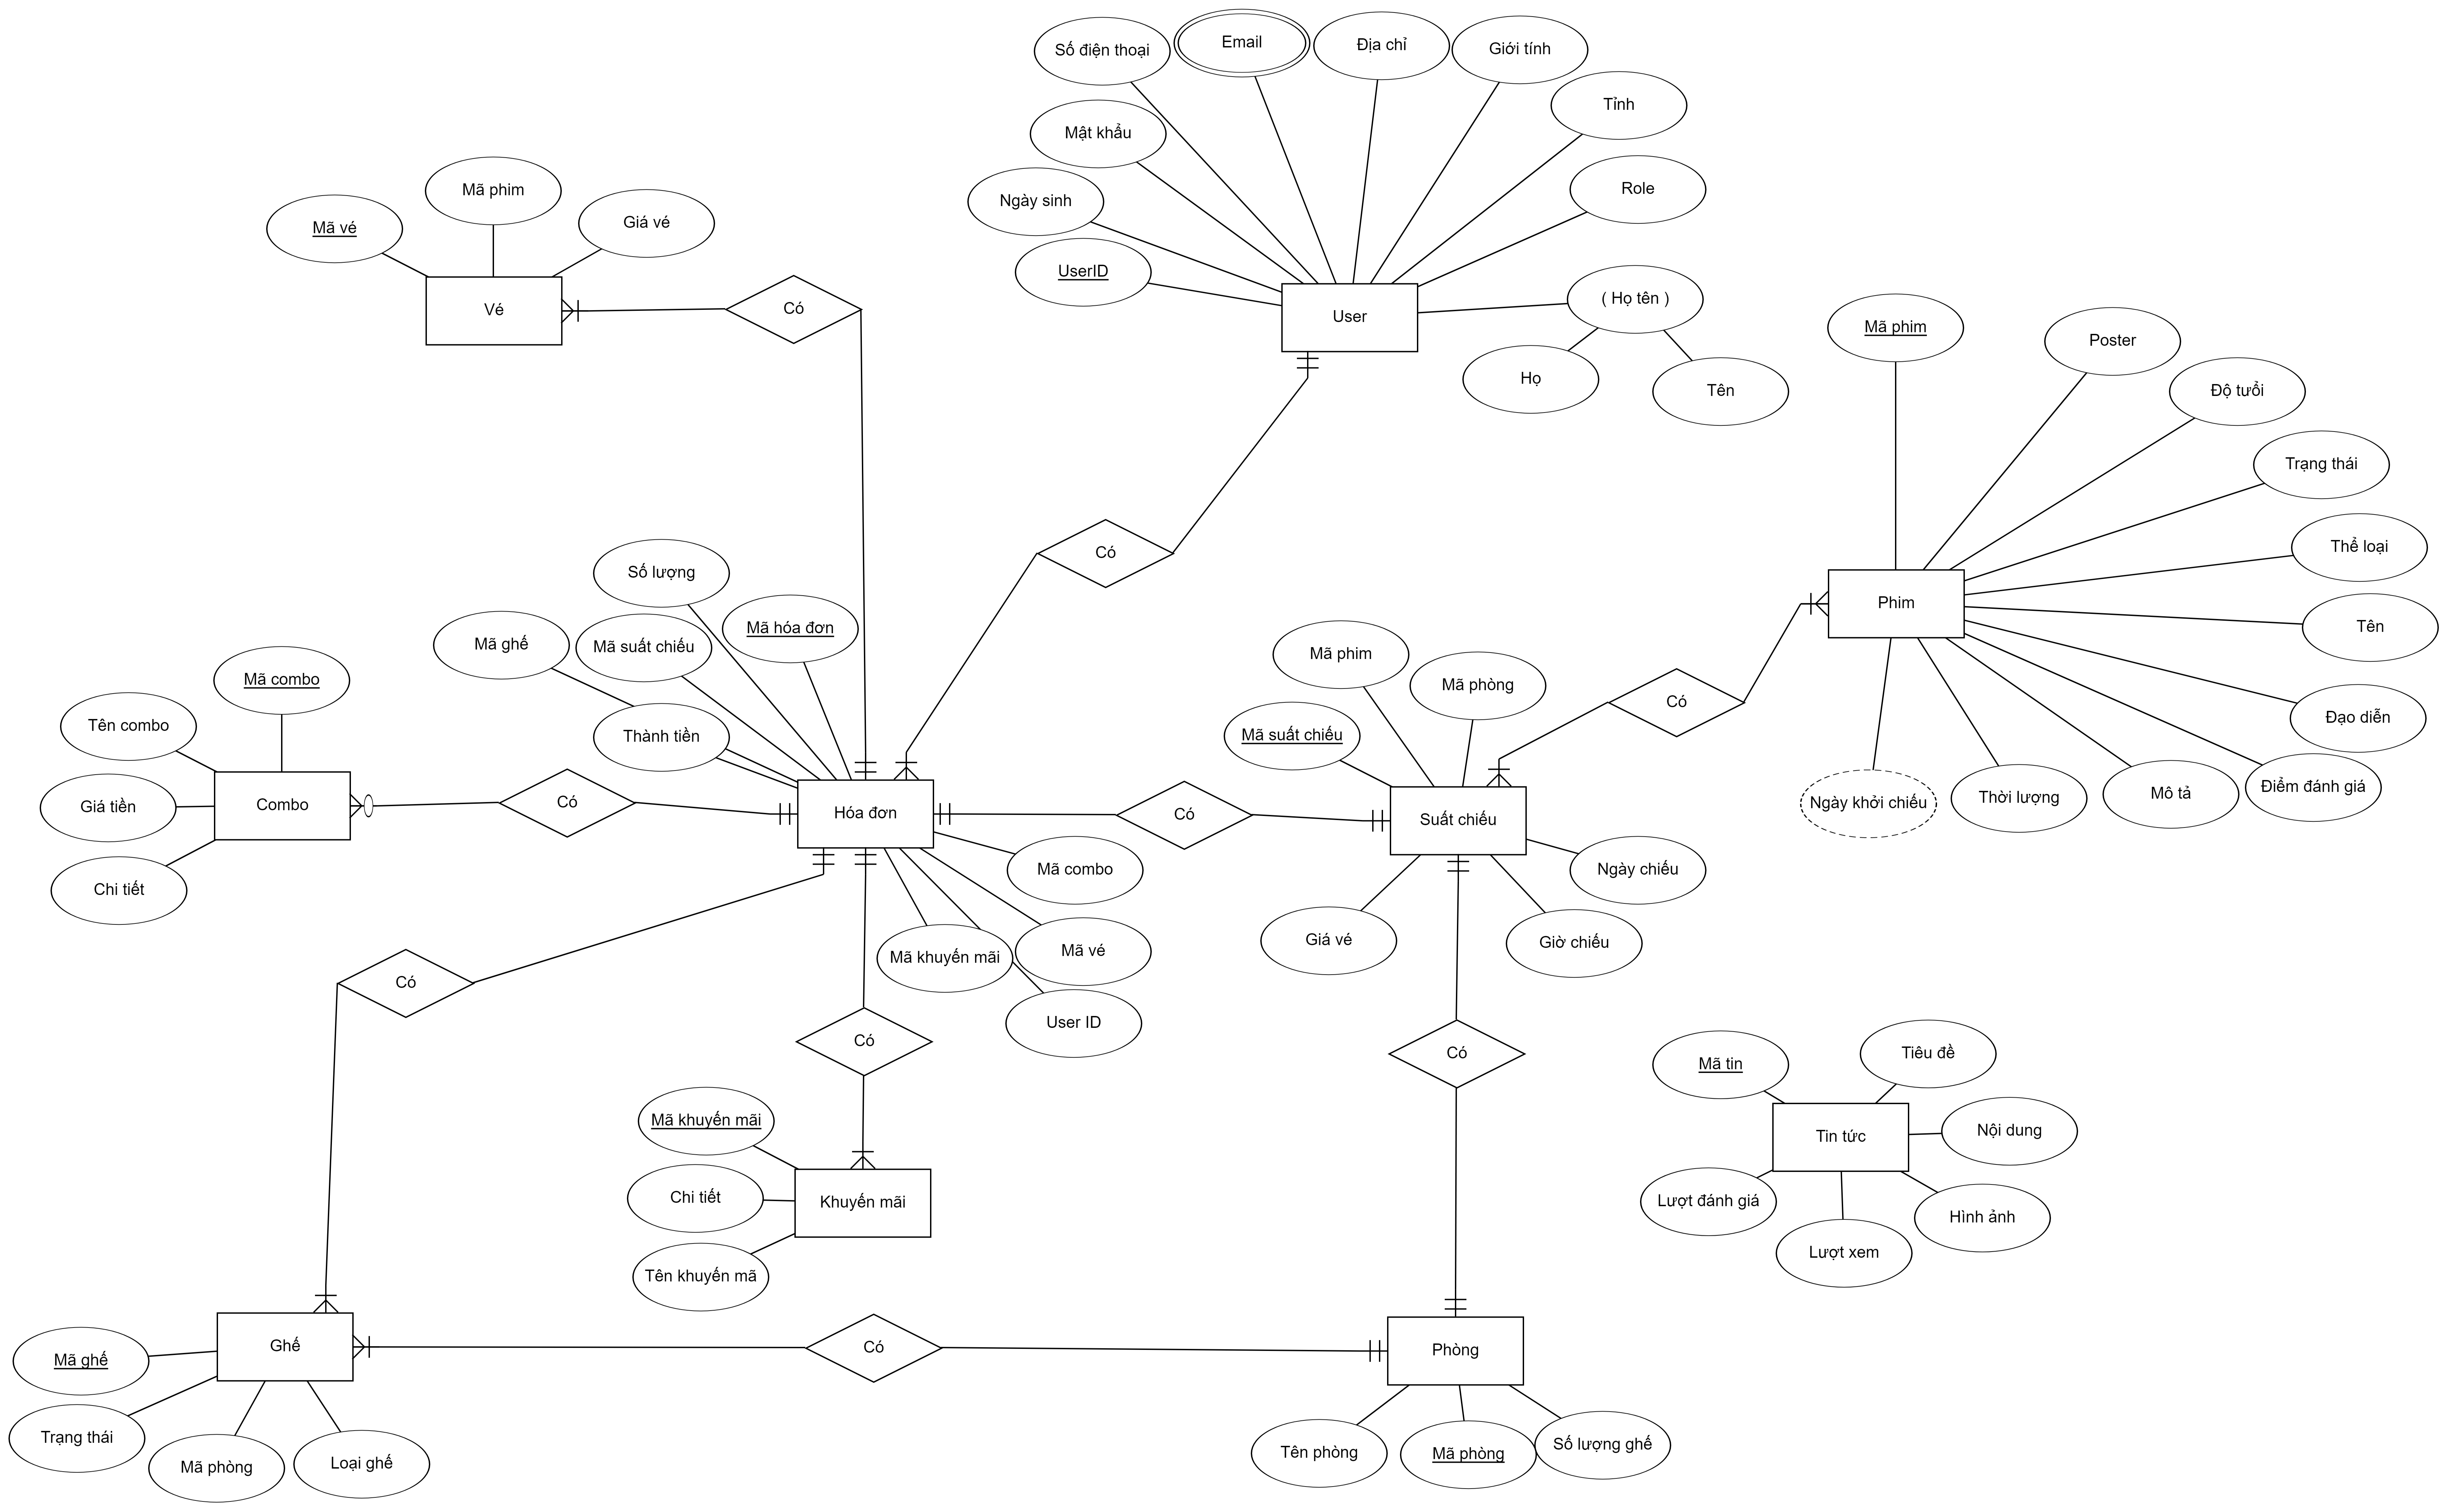 Số điện thoại
Email
Địa chỉ
Giới tính
Tỉnh
Mật khẩu
Role
Ngày sinh
UserID
( Họ tên )
User
Họ
Tên
Mã vé
Mã phim
Giá vé
Vé
Có
Mã phim
Poster
Độ tưổi
Trạng thái
Thể loại
Phim
Tên
Đạo diễn
Điểm đánh giá
Mô tả
Thời lượng
Ngày khởi chiếu
Có
Số lượng
Mã hóa đơn
Mã ghế
Mã suất chiếu
Thành tiền
Mã combo
Tên combo
Giá tiền
Combo
Chi tiết
Có
Hóa đơn
Có
Mã phim
Mã phòng
Mã suất chiếu
Suất chiếu
Có
Ngày chiếu
Giá vé
Giờ chiếu
Mã combo
Mã vé
Mã khuyến mãi
User ID
Có
Có
Có
Mã khuyến mãi
Chi tiết
Khuyến mãi
Tên khuyến mã
Mã tin
Tiêu đề
Tin tức
Nội dung
Lượt đánh giá
Hình ảnh
Lượt xem
Ghế
Có
Phòng
Mã ghế
Trạng thái
Mã phòng
Loại ghế
Tên phòng
Mã phòng
Số lượng ghế